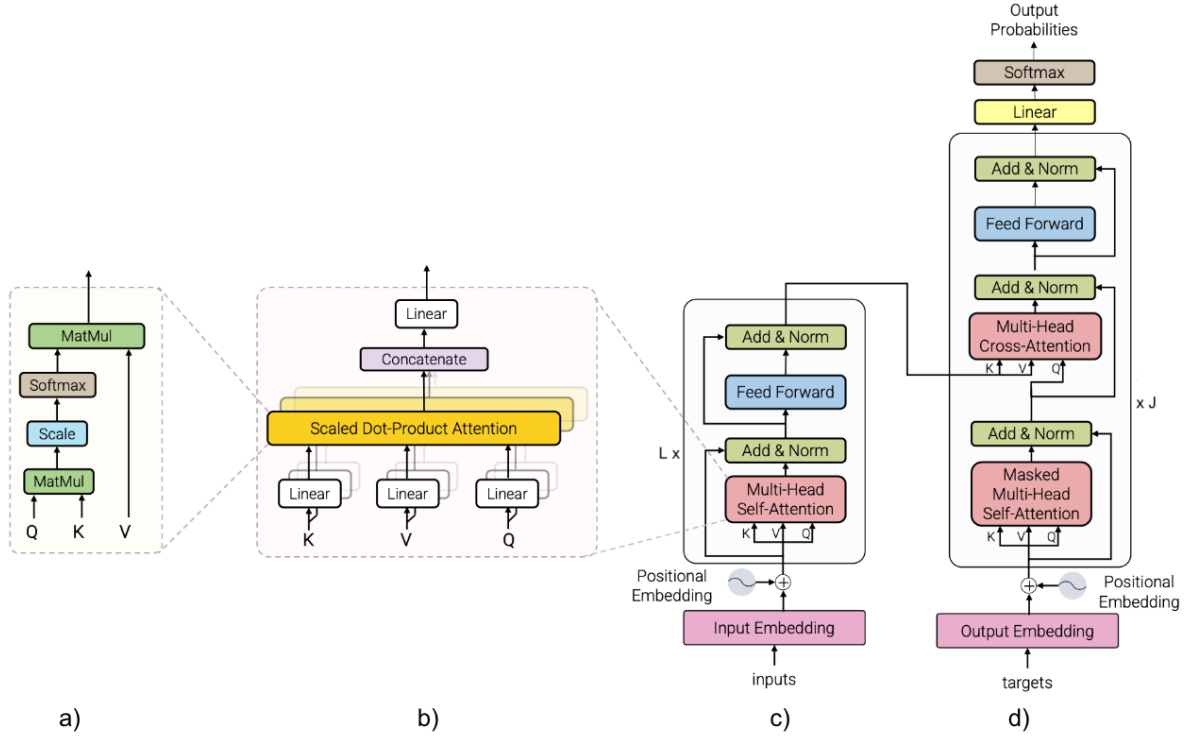 MatMul
Softmax
Scale
MatMul
Q
K
V
a)
Linear
Concatenate
Scaled Dot-Product Attention
Linear
Linear
Linear
K
V
Q
b)
Add & Norm
Feed Forward
L x
Add & Norm
Multi-Head
Self-Attention
K
V
Q
Positional
Embedding
Input Embedding
inputs
c)
Output
Probabilities
Softmax
Linear
Add & Norm
Feed Forward
Add & Norm
Multi-Head
Cross-Attention
K
V
Q
x J
Add & Norm
Masked
Multi-Head
Self-Attention
K
V
Q
Positional
Embedding
Output Embedding
targets
d)